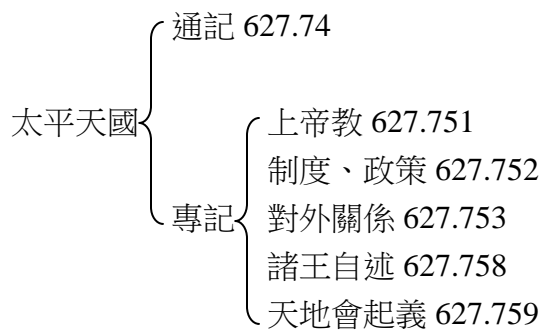 通記 627.74
太平天國
上帝教 627.751
制度、政策 627.752
專記
對外關係 627.753
諸王自述 627.758
天地會起義 627.759